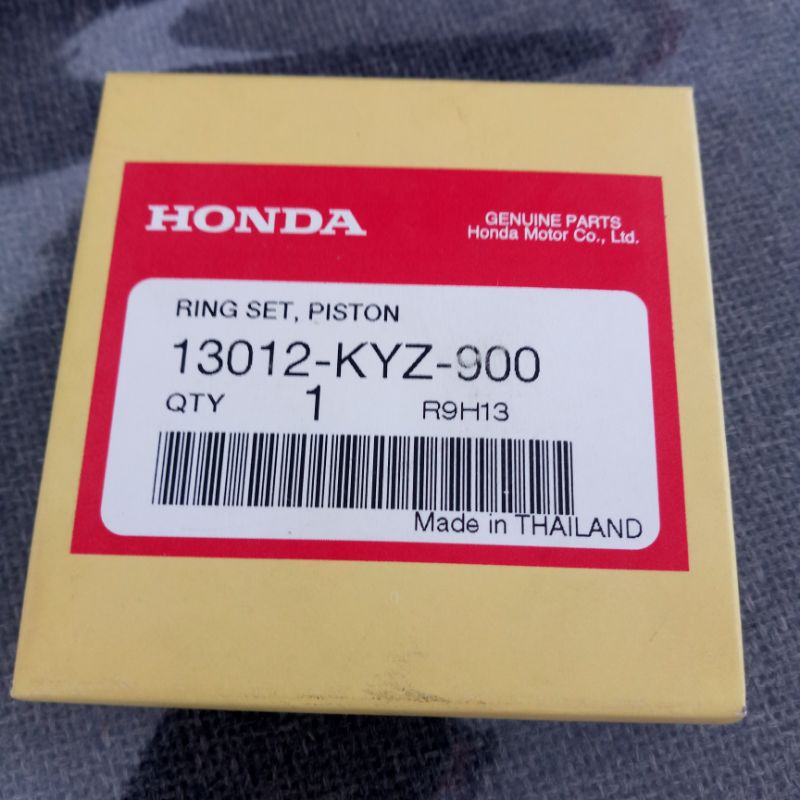 HONDA
GENUINE PARTS
Honda Motor Co., Ltd.
RING SET, PISTON
13012-KYZ-900
QTY 1 R9H13
Made in THAILAND